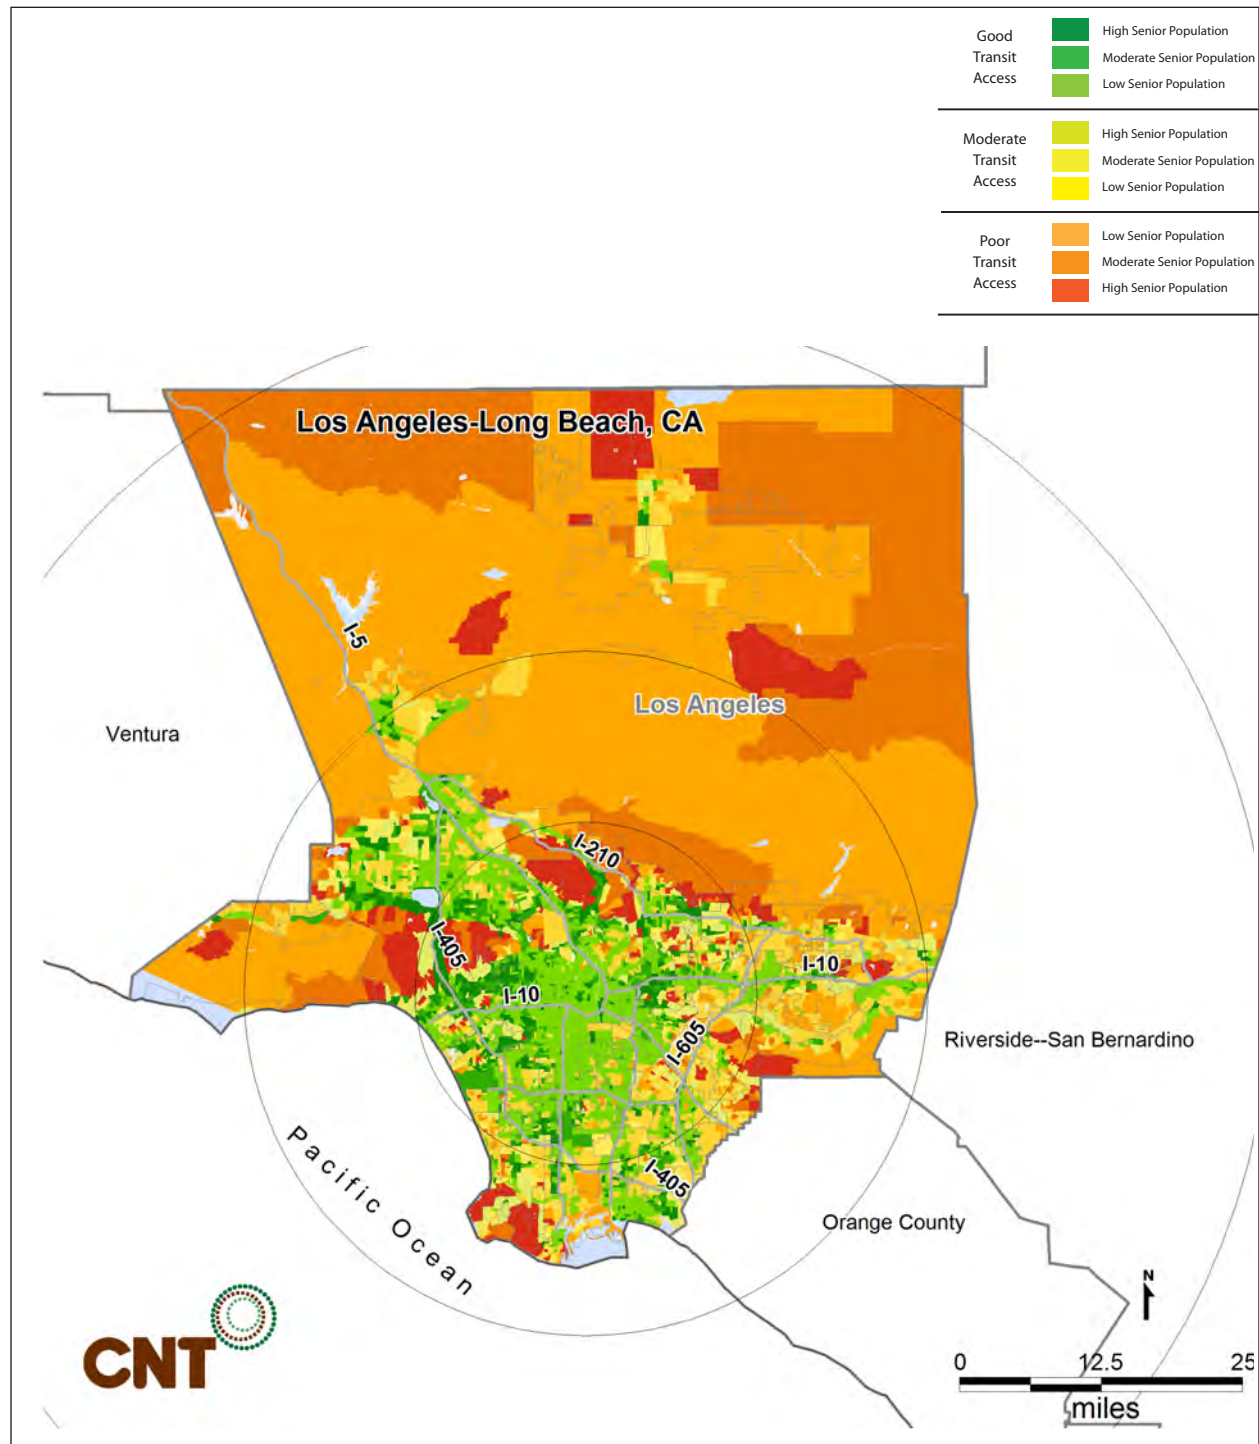 Good
Transit
Access
High Senior Population
Moderate Senior Population
Low Senior Population
Moderate
Transit
Access
High Senior Population
Moderate Senior Population
Low Senior Population
Poor
Transit
Access
Low Senior Population
Moderate Senior Population
High Senior Population
Los Angeles-Long Beach, CA
I-5
Los Angeles
Ventura
I-210
I-405
I-10
I-10
I-605
Riverside--San Bernardino
I-405
Pacific Ocean
Orange County
N
CNT
0 12.5 25
miles